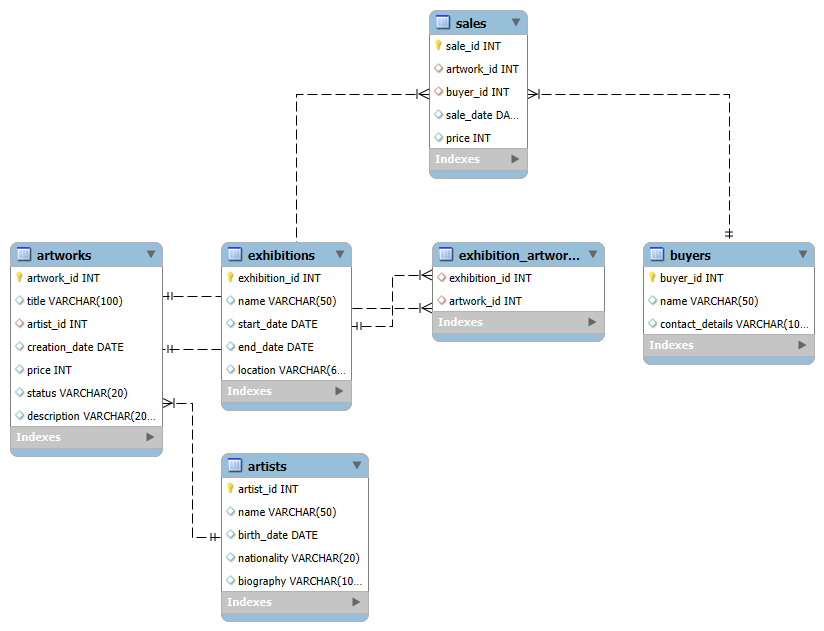 sales
sale_id INT
artwork_id INT
buyer_id INT
sale_date DA...
price INT
Indexes
artworks
artwork_id INT
title VARCHAR(100)
artist_id INT
creation_date DATE
price INT
status VARCHAR(20)
description VARCHAR(20...
Indexes
exhibitions
exhibition_id INT
name VARCHAR(50)
start_date DATE
end_date DATE
location VARCHAR(6...
Indexes
exhibition_artwor...
exhibition_id INT
artwork_id INT
Indexes
buyers
buyer_id INT
name VARCHAR(50)
contact_details VARCHAR(10...
Indexes
artists
artist_id INT
name VARCHAR(50)
birth_date DATE
nationality VARCHAR(20)
biography VARCHAR(10...
Indexes